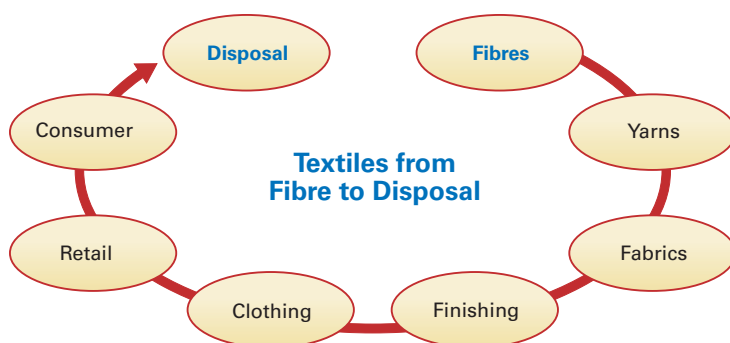 Disposal
Fibres
Consumer
Yarns
Textiles from
Fibre to Disposal
Retail
Fabrics
Clothing
Finishing